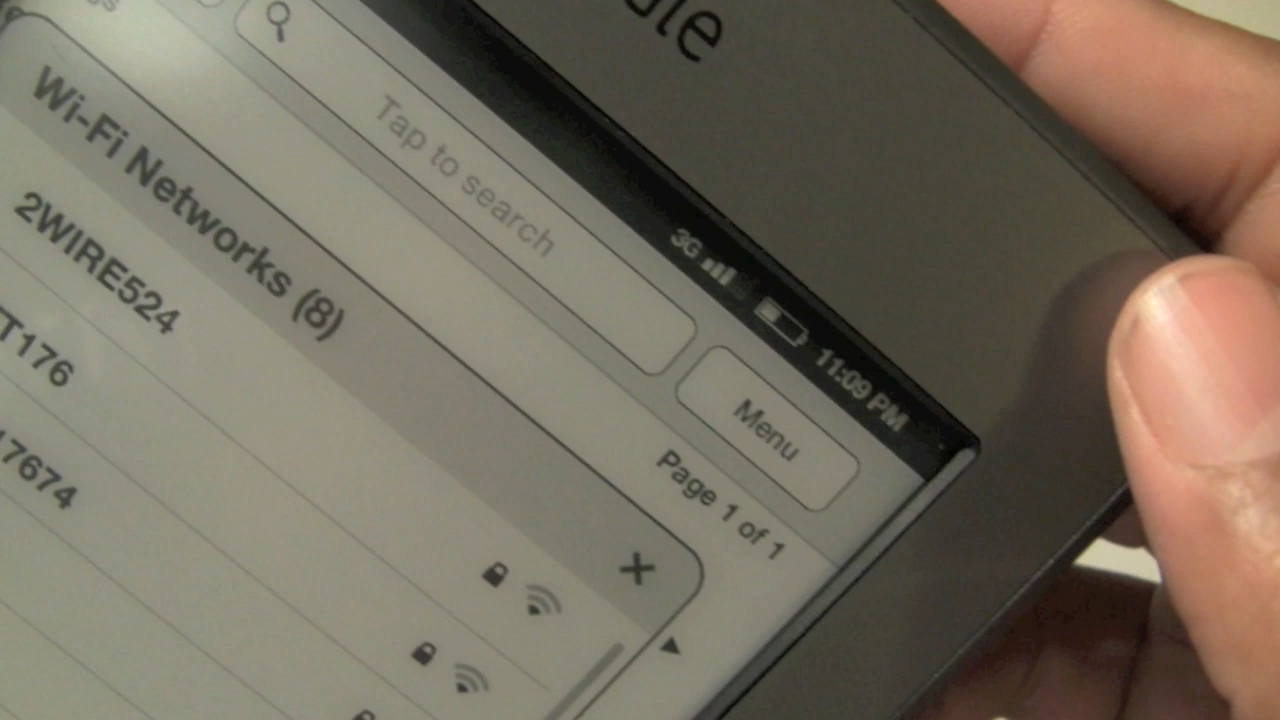 3G 11:09 PM
Tap to search
Menu
Page 1 of 1
Wi-Fi Networks (8)
2WIRE524
T176
17674